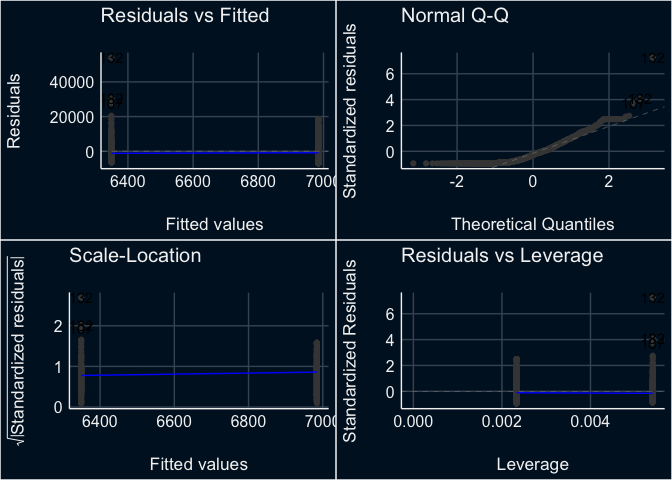 Residuals vs Fitted
Residuals
40000
20000
0
6400 6600 6800 7000
Fitted values
Normal Q-Q
Standardized residuals
6
4
2
0
-2 0 2
Theoretical Quantiles
Scale-Location
√|Standardized residuals|
2
1
0
6400 6600 6800 7000
Fitted values
Residuals vs Leverage
Standardized Residuals
6
4
2
0
0.000 0.002 0.004
Leverage